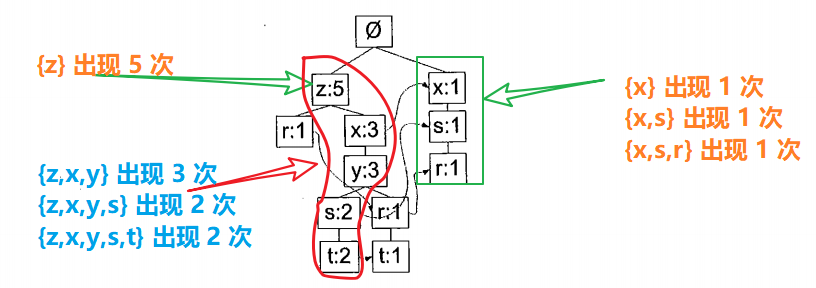 Ø
{z} 出现 5 次
z:5
x:1
{x} 出现 1 次
r:1
x:3
s:1
{x,s} 出现 1 次
y:3
r:1
{x,s,r} 出现 1 次
{z,x,y} 出现 3 次
{z,x,y,s} 出现 2 次
s:2
r:1
{z,x,y,s,t} 出现 2 次
t:2
t:1